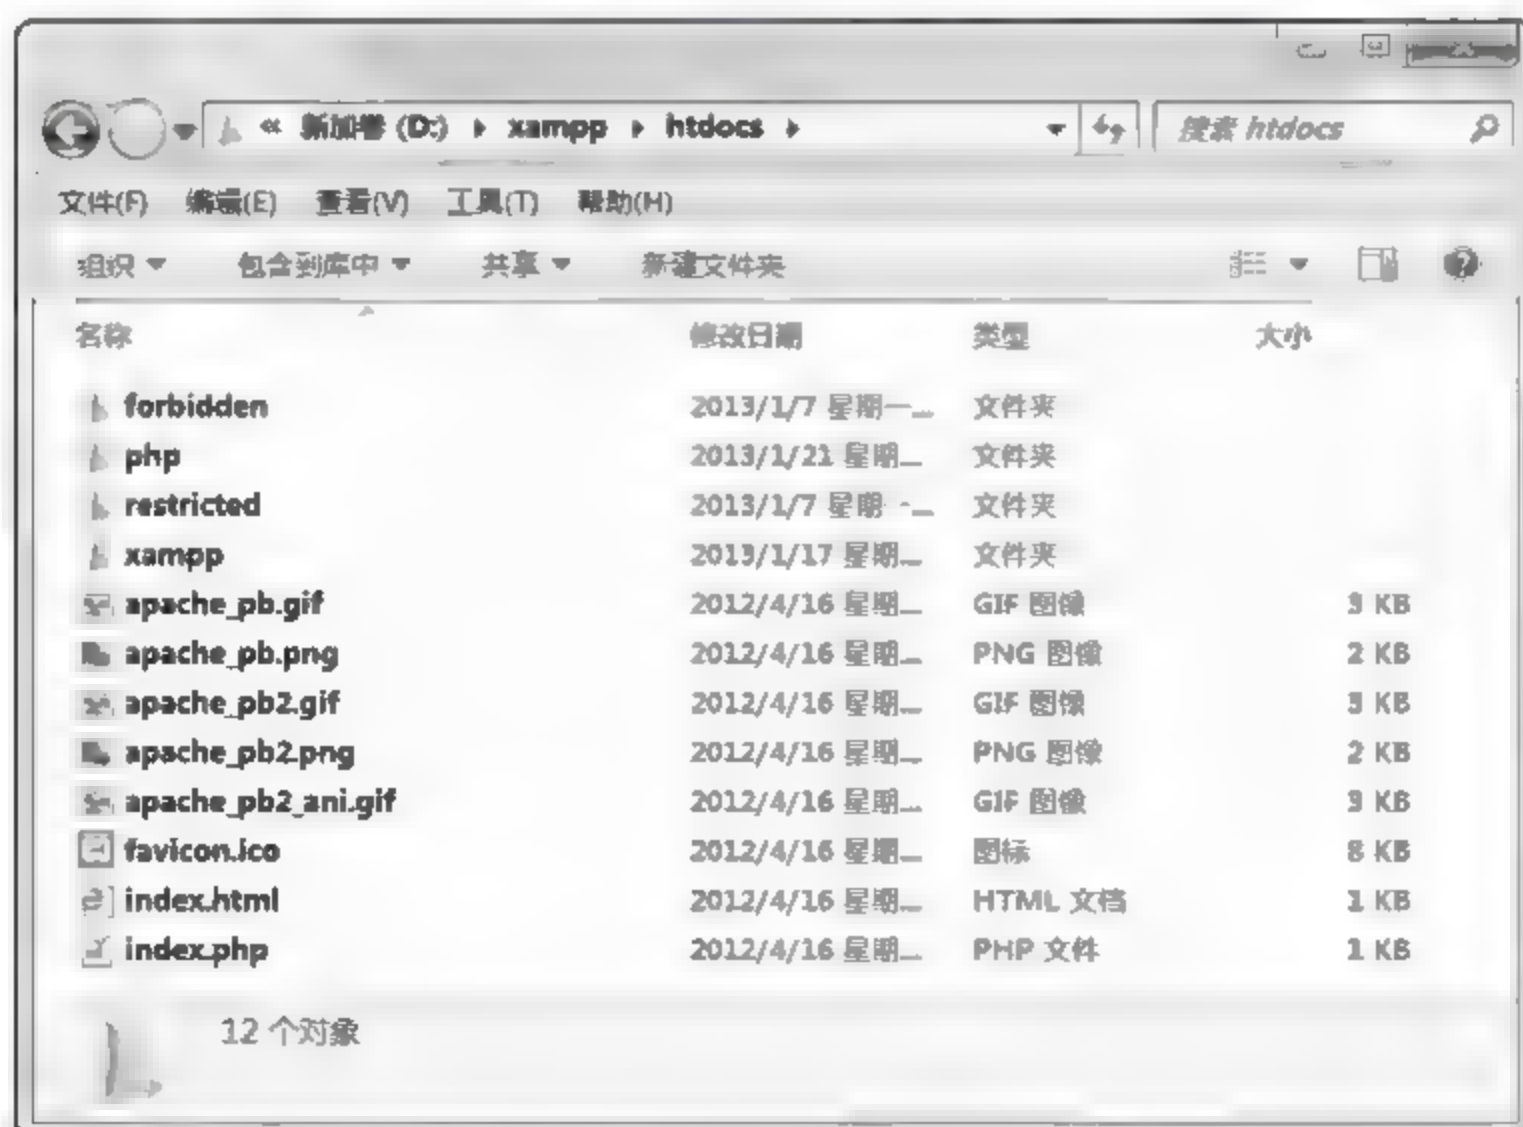 « 新加卷 (D:) ▸ xampp ▸ htdocs ▸ 搜索 htdocs
文件(F) 编辑(E) 查看(V) 工具(T) 帮助(H)
组织 包含到库中 共享 新建文件夹
名称 修改日期 类型 大小
forbidden 2013/1/7 星期一... 文件夹
php 2013/1/21 星期... 文件夹
restricted 2013/1/7 星期一... 文件夹
xampp 2013/1/17 星期... 文件夹
apache_pb.gif 2012/4/16 星期... GIF 图像 3 KB
apache_pb.png 2012/4/16 星期... PNG 图像 2 KB
apache_pb2.gif 2012/4/16 星期... GIF 图像 3 KB
apache_pb2.png 2012/4/16 星期... PNG 图像 2 KB
apache_pb2_ani.gif 2012/4/16 星期... GIF 图像 3 KB
favicon.ico 2012/4/16 星期... 图标 8 KB
index.html 2012/4/16 星期... HTML 文档 1 KB
index.php 2012/4/16 星期... PHP 文件 1 KB
12 个对象